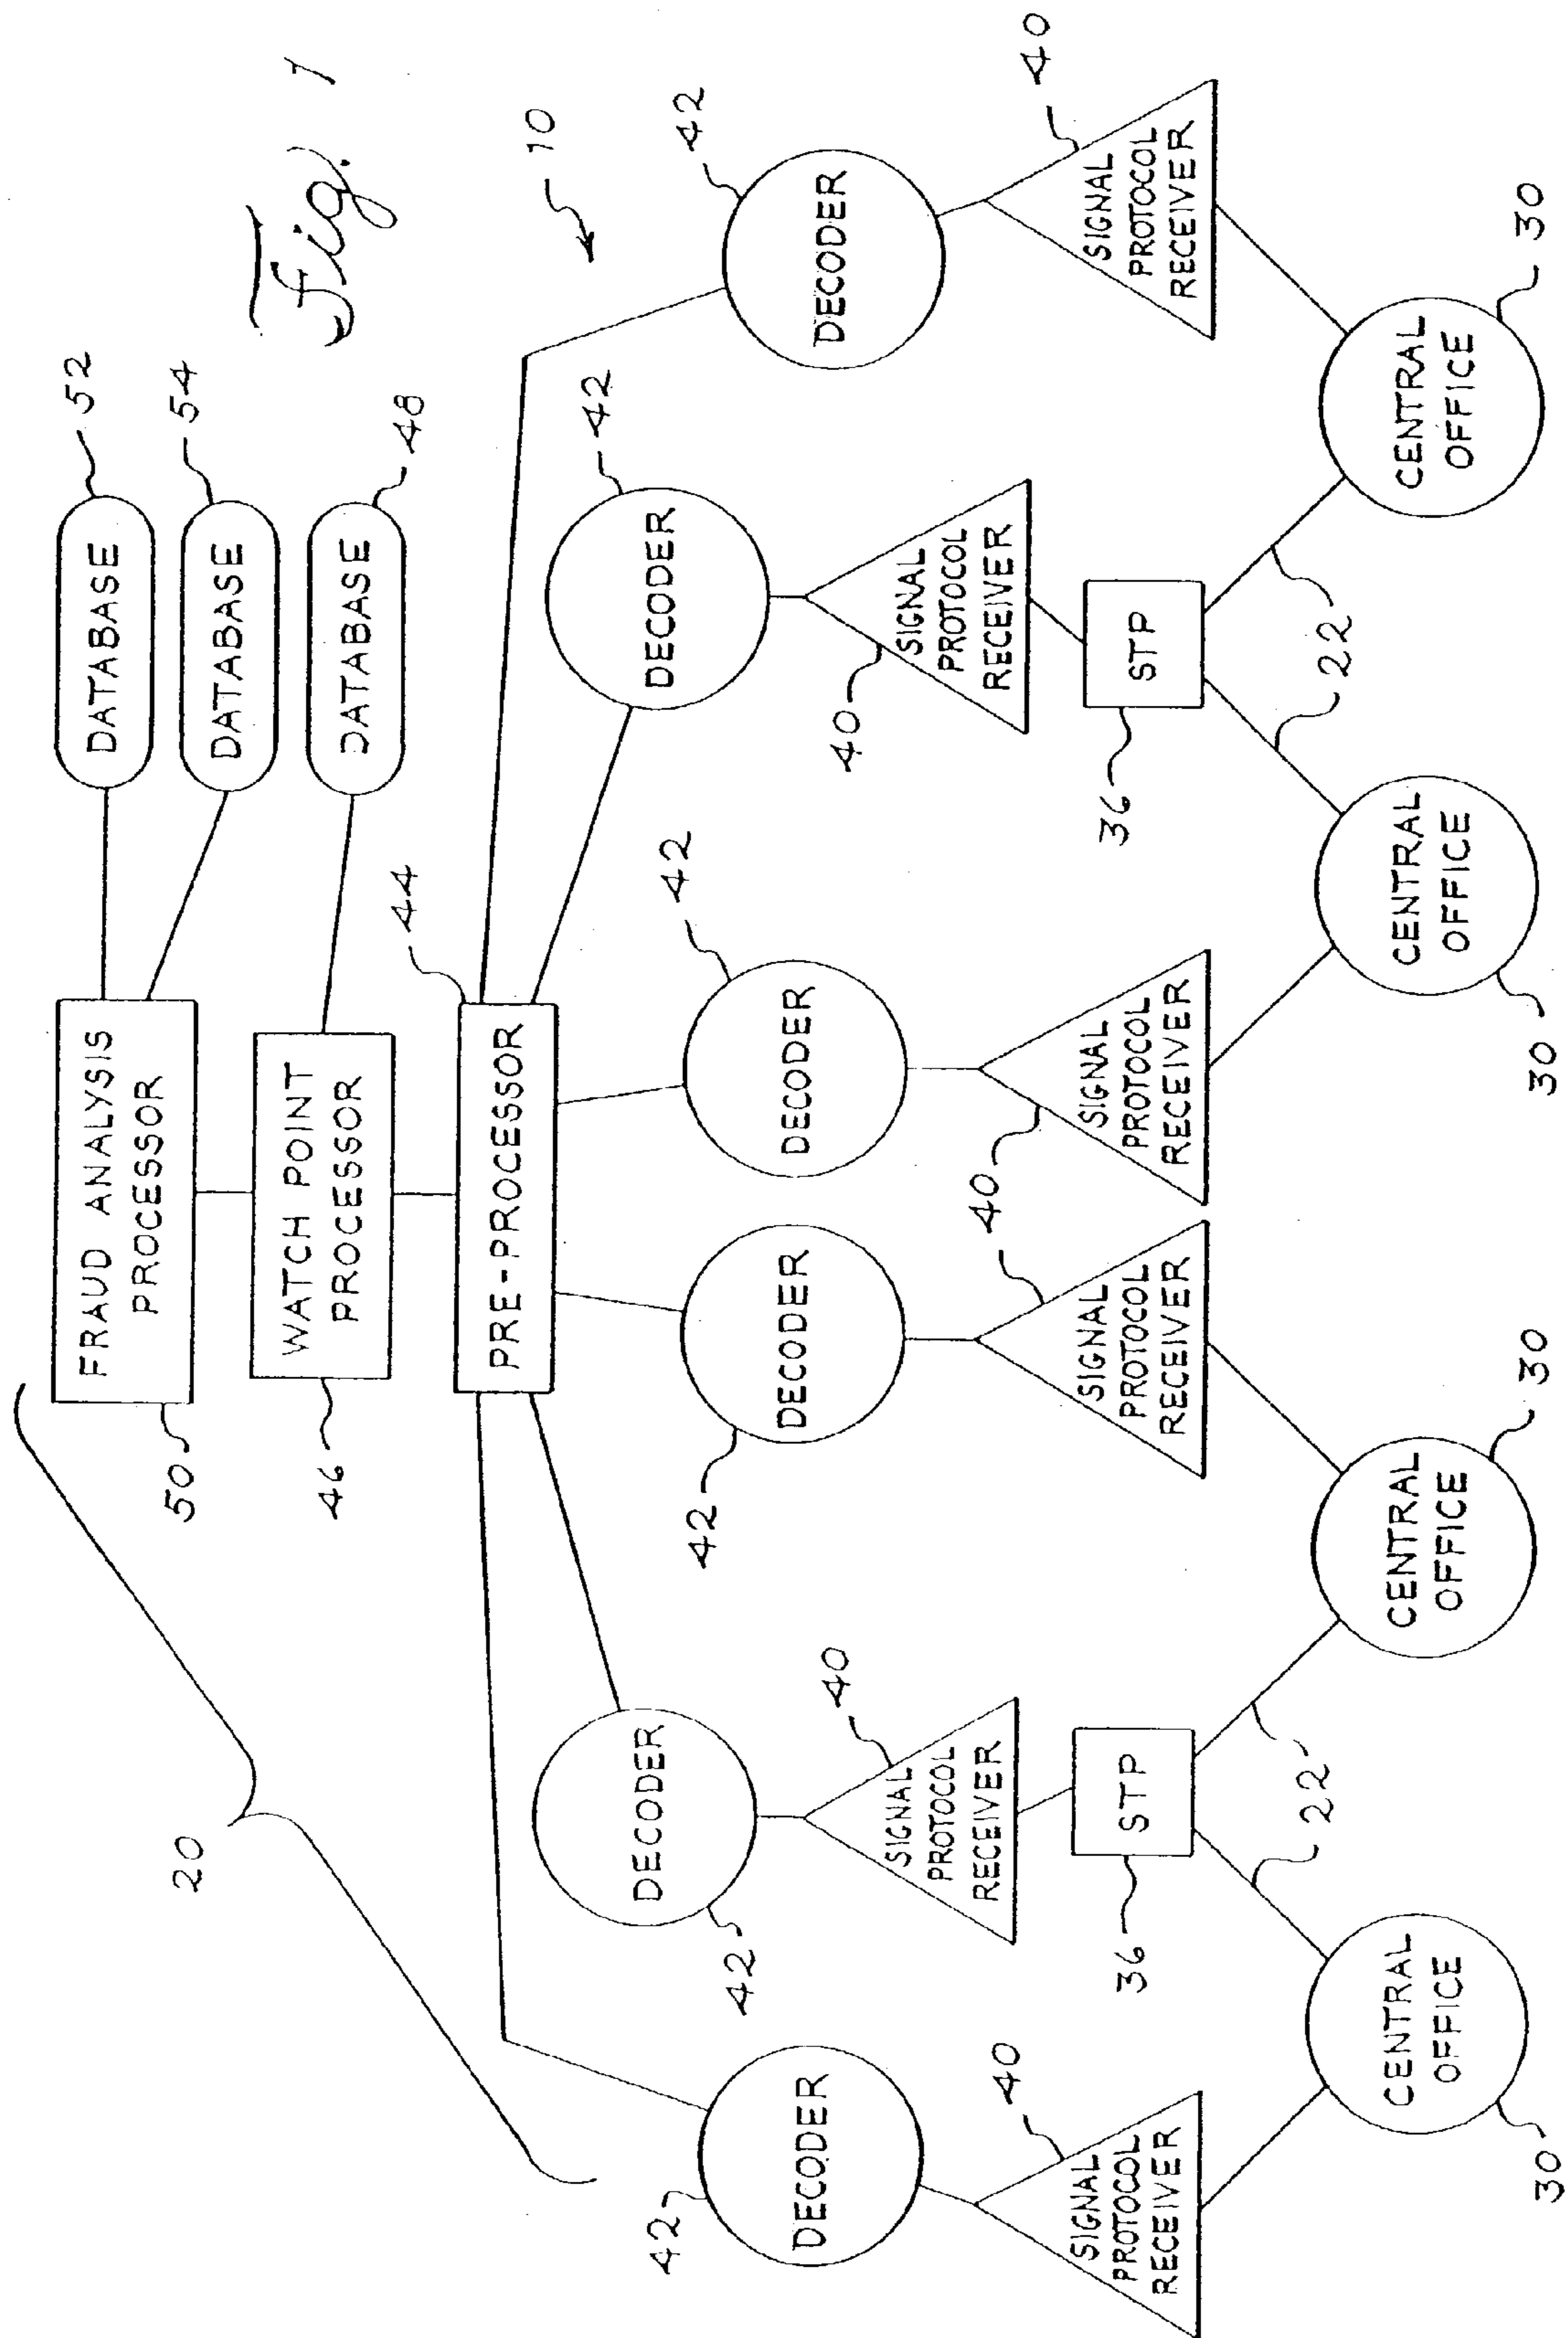 Fig. 1
10
20
FRAUD ANALYSIS
PROCESSOR
50
DATABASE
52
DATABASE
54
WATCH POINT
PROCESSOR
46
DATABASE
48
PRE-PROCESSOR
44
DECODER
42
DECODER
42
DECODER
42
DECODER
42
DECODER
42
DECODER
42
SIGNAL
PROTOCOL
RECEIVER
40
SIGNAL
PROTOCOL
RECEIVER
40
SIGNAL
PROTOCOL
RECEIVER
40
SIGNAL
PROTOCOL
RECEIVER
40
SIGNAL
PROTOCOL
RECEIVER
40
SIGNAL
PROTOCOL
RECEIVER
40
STP
36
STP
36
22
22
CENTRAL
OFFICE
30
CENTRAL
OFFICE
30
CENTRAL
OFFICE
30
CENTRAL
OFFICE
30